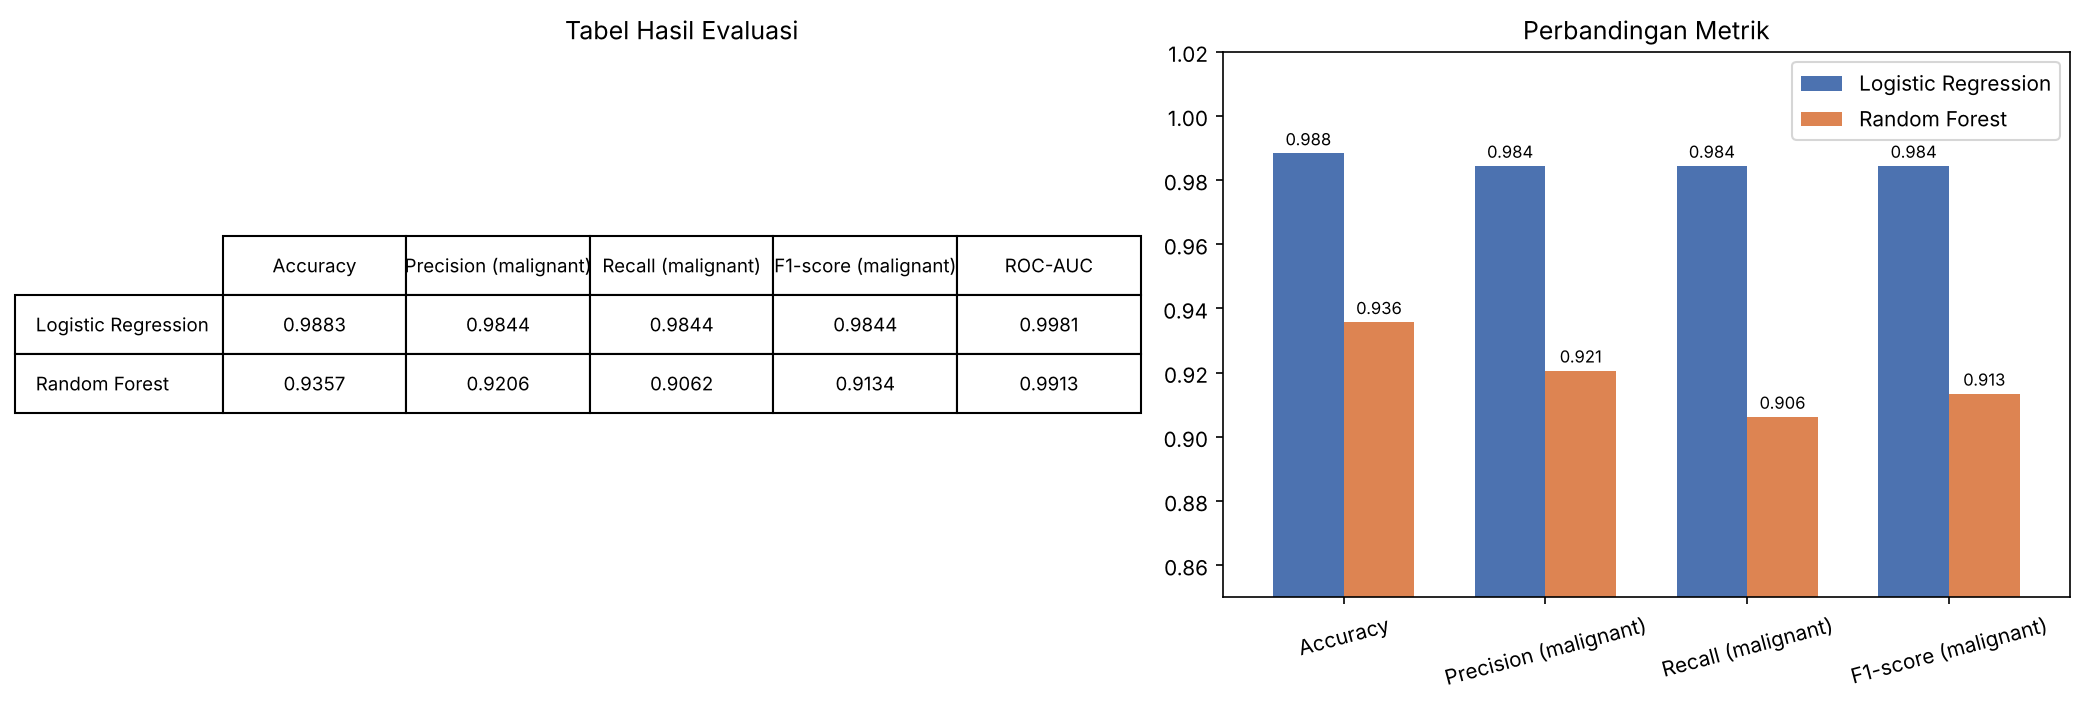 Tabel Hasil Evaluasi
Accuracy Precision (malignant) Recall (malignant) F1-score (malignant) ROC-AUC
Logistic Regression 0.9883 0.9844 0.9844 0.9844 0.9981
Random Forest 0.9357 0.9206 0.9062 0.9134 0.9913
Perbandingan Metrik
1.02
1.00
0.98
0.96
0.94
0.92
0.90
0.88
0.86
Logistic Regression
Random Forest
0.988
0.936
0.984
0.921
0.984
0.906
0.984
0.913
Accuracy
Precision (malignant)
Recall (malignant)
F1-score (malignant)